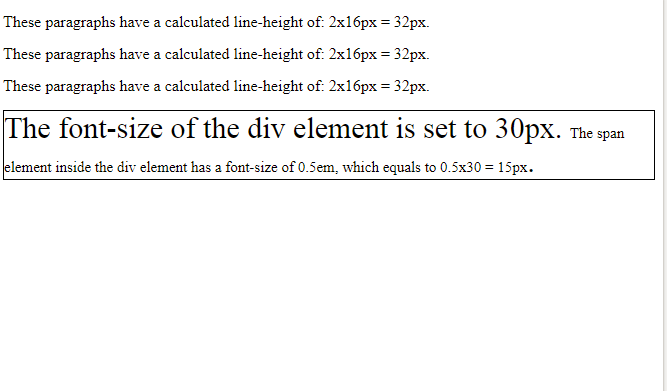 These paragraphs have a calculated line-height of: 2x16px = 32px.
These paragraphs have a calculated line-height of: 2x16px = 32px.
These paragraphs have a calculated line-height of: 2x16px = 32px.
The font-size of the div element is set to 30px. The span
element inside the div element has a font-size of 0.5em, which equals to 0.5x30 = 15px.